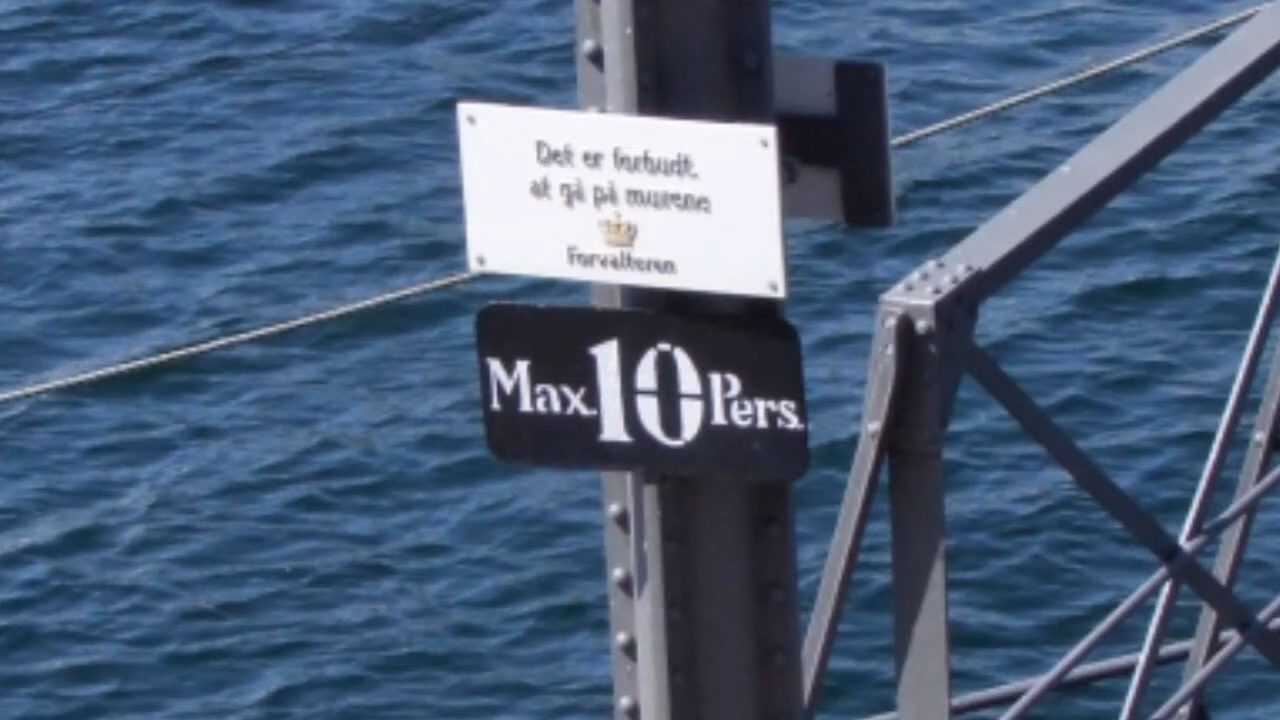 Det er forbudt.
at gå på murene
Forvalteren
Max. 10 Pers.